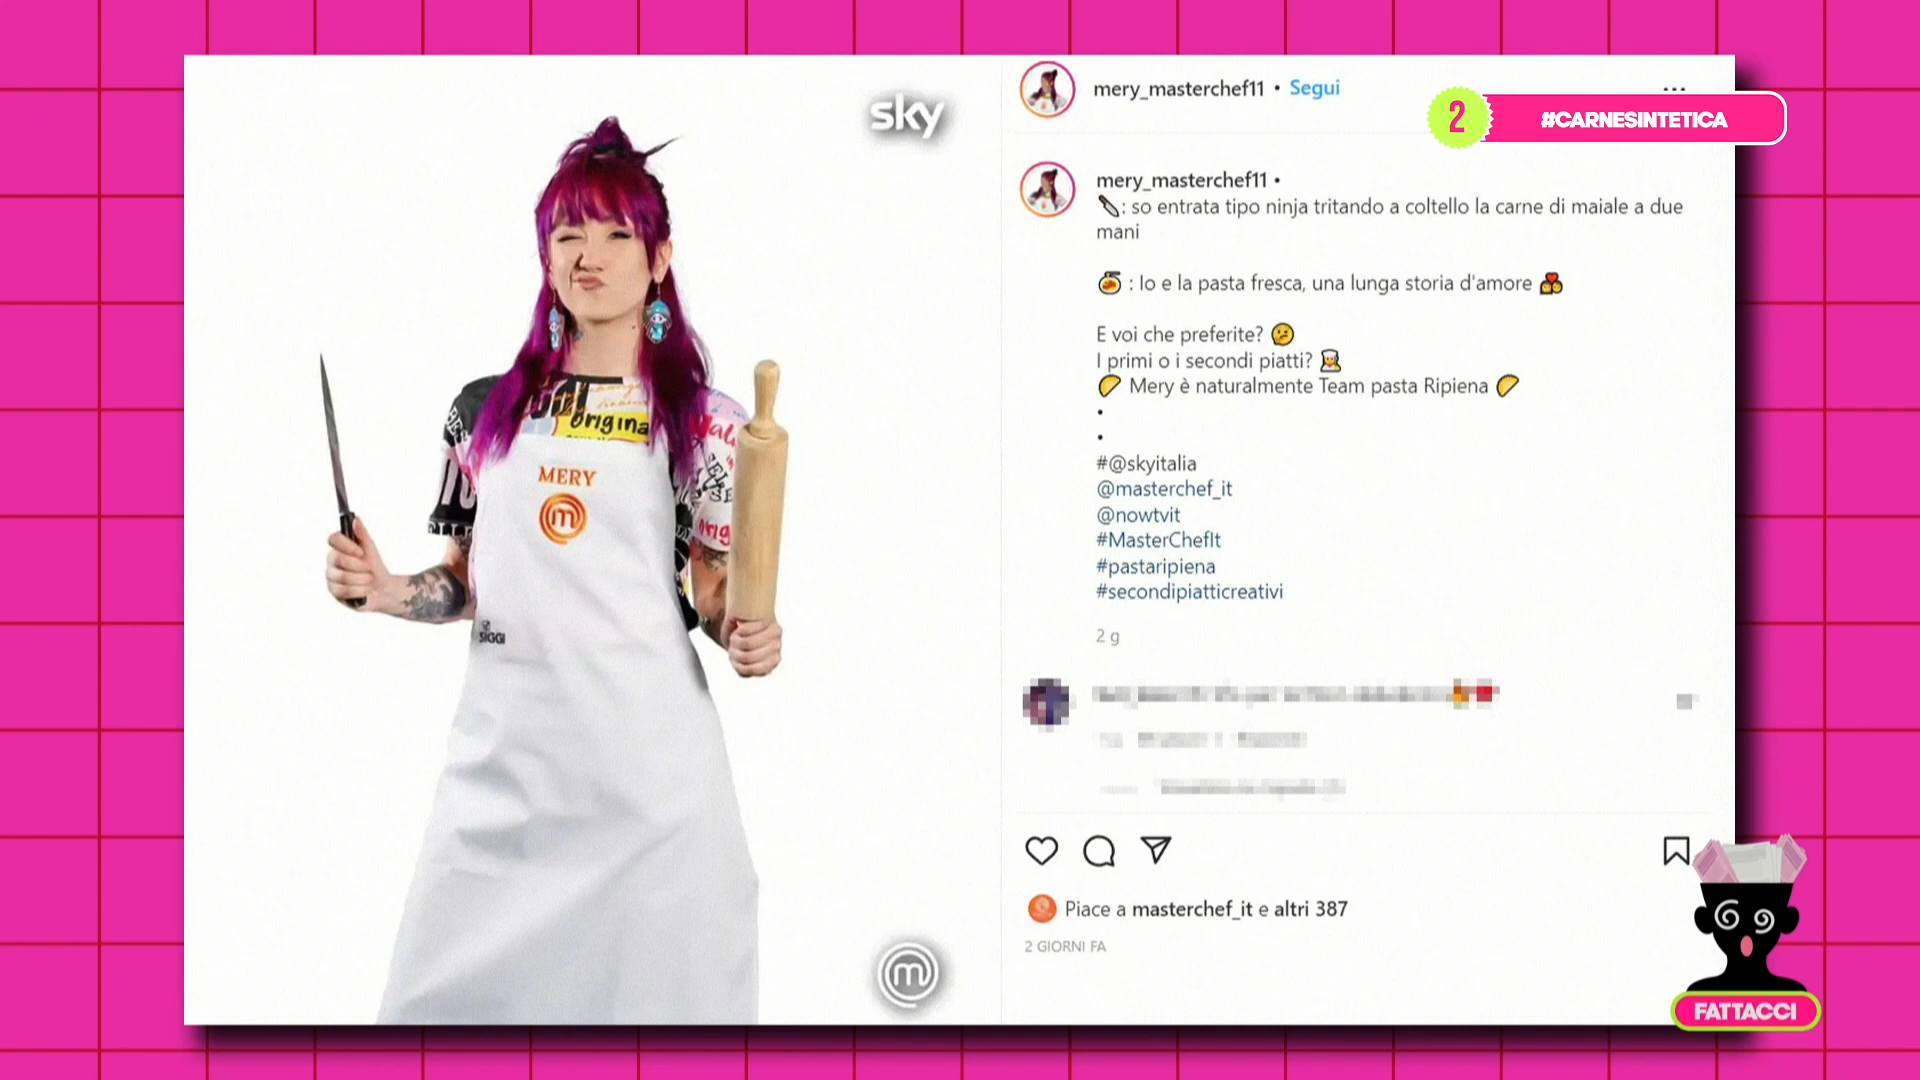 sky
mery_masterchef11 • Segui
2
#CARNESINTETICA
mery_masterchef11 •
: so entrata tipo ninja tritando a coltello la carne di maiale a due
mani
: Io e la pasta fresca, una lunga storia d'amore
E voi che preferite?
I primi o i secondi piatti?
Mery è naturalmente Team pasta Ripiena
•
•
#@skyitalia
@masterchef_it
@nowtvit
#MasterChefIt
#pastaripiena
#secondipiatticreativi
2 g
origina
MERY
SIGGI
Piace a masterchef_it e altri 387
2 GIORNI FA
FATTACCI